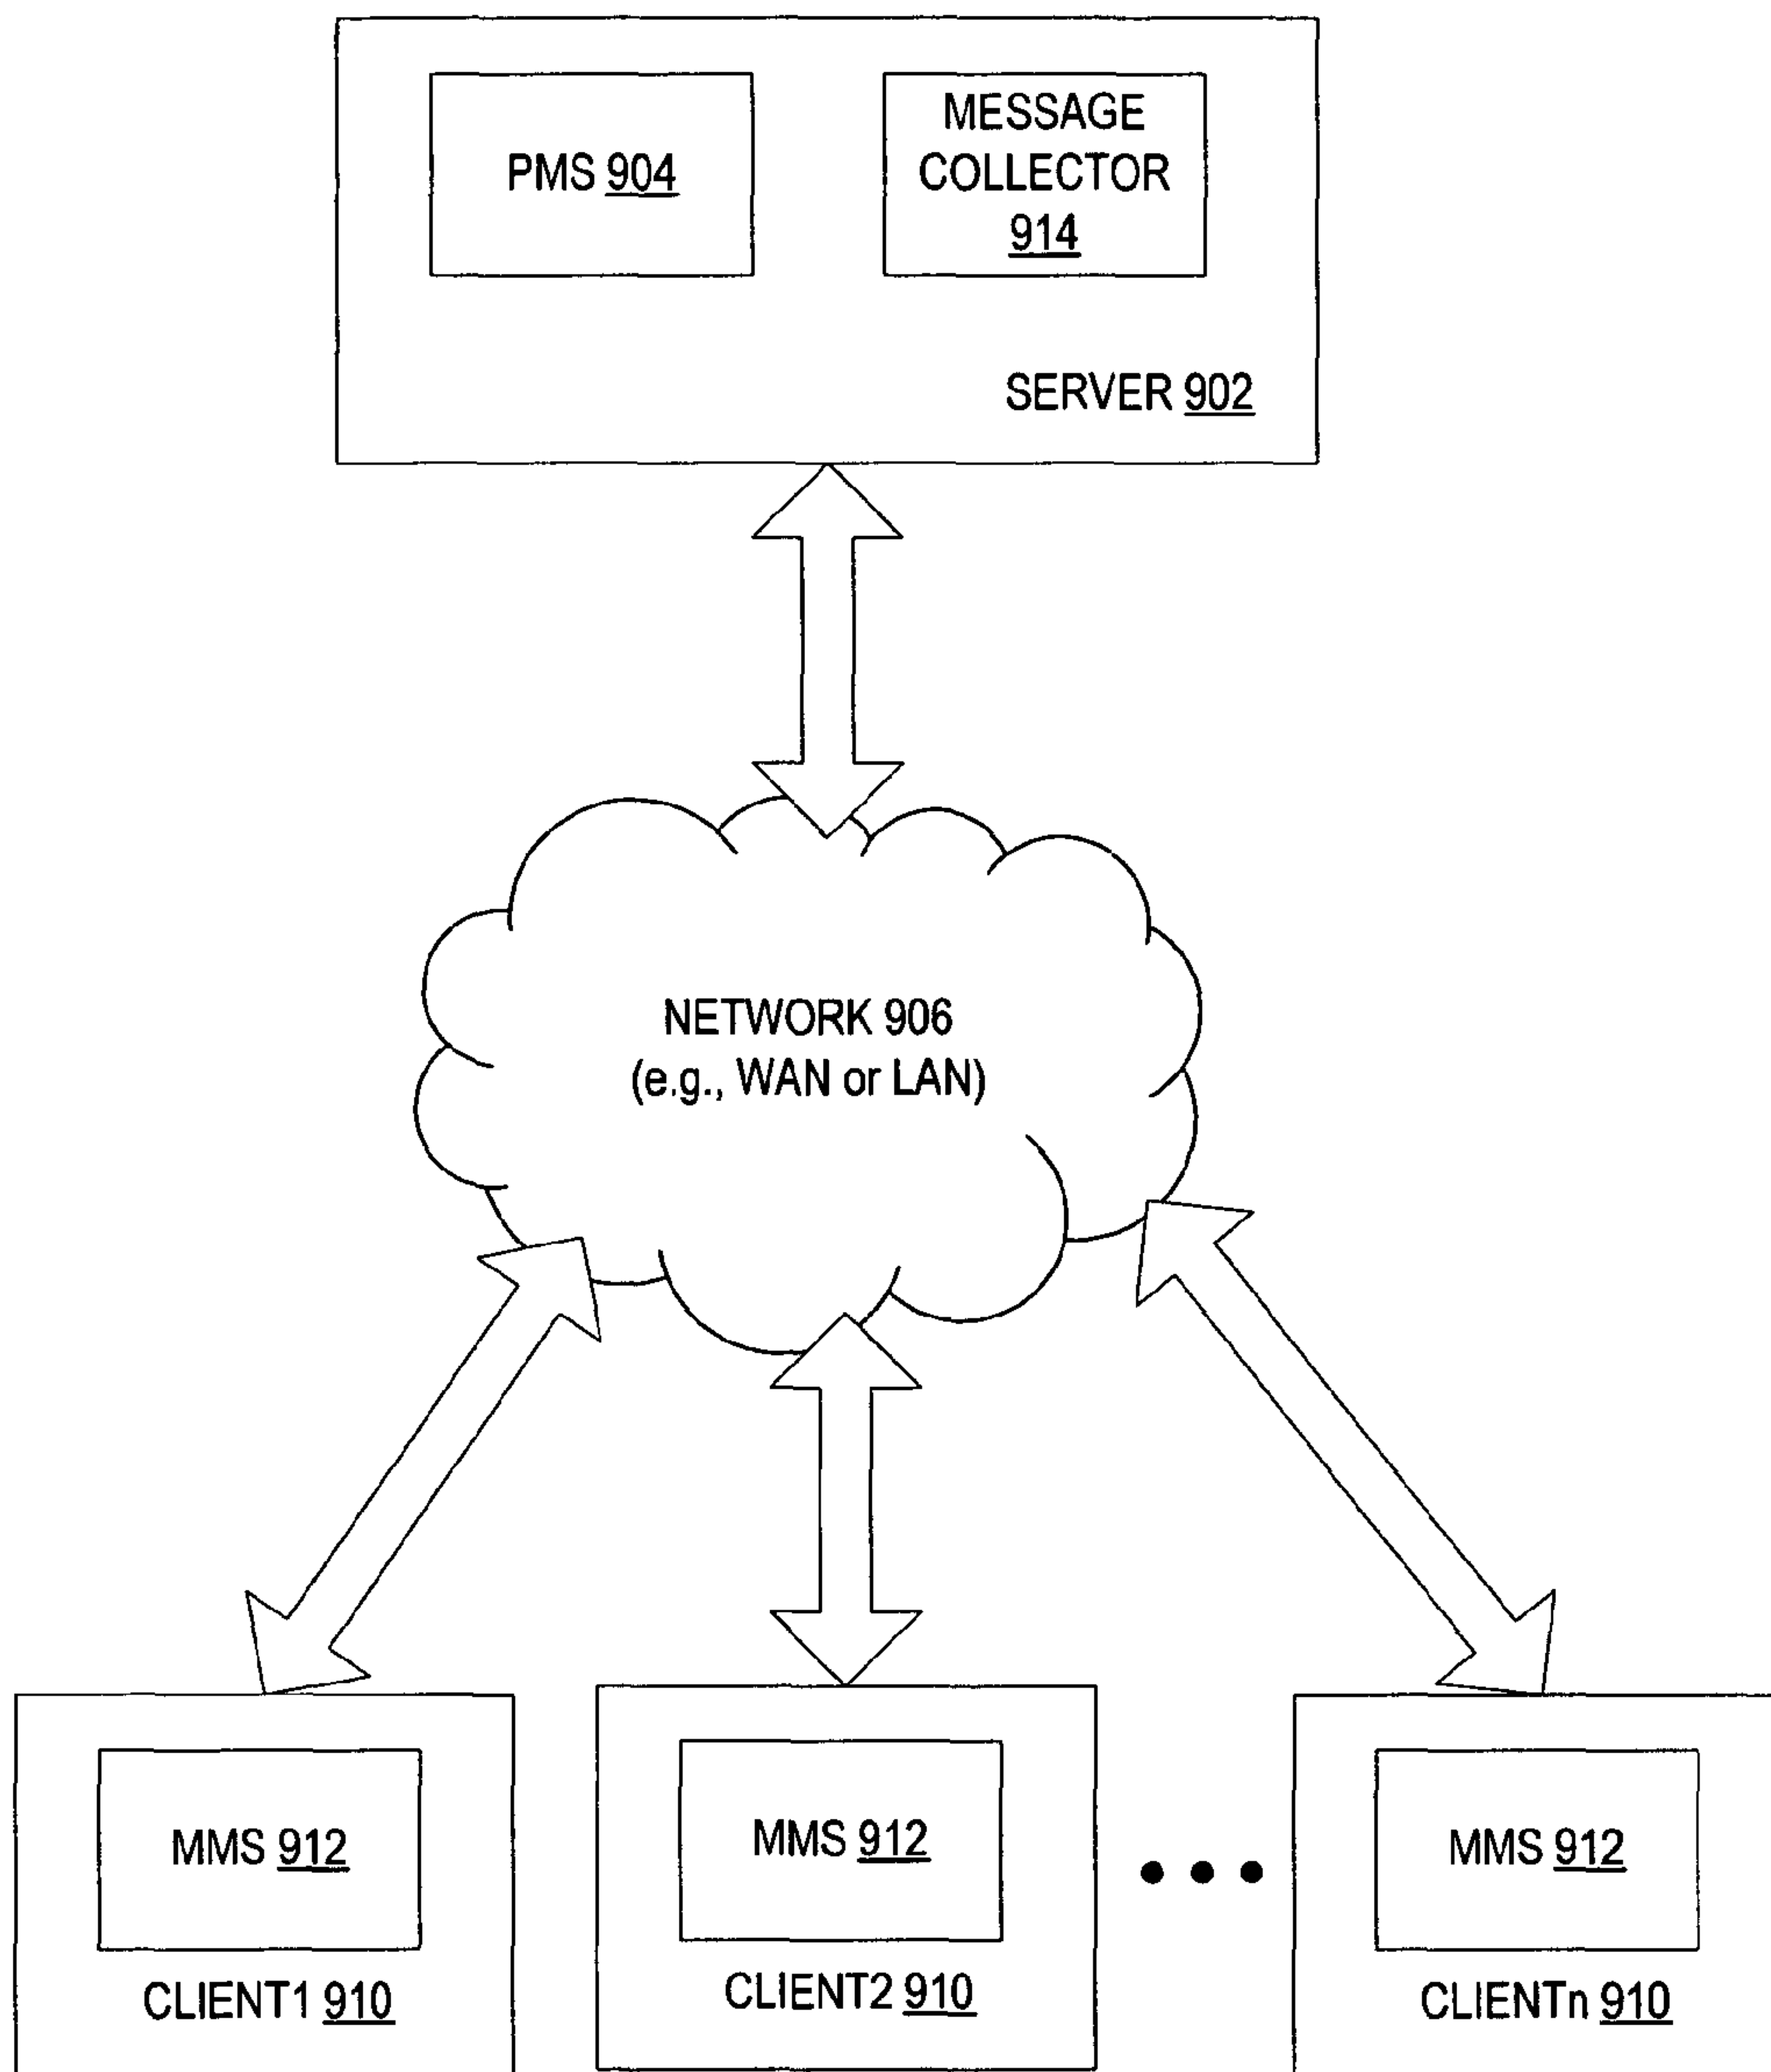 PMS 904
MESSAGE
COLLECTOR
914
SERVER 902
NETWORK 906
(e.g., WAN or LAN)
MMS 912
CLIENT1 910
MMS 912
CLIENT2 910
MMS 912
CLIENTn 910